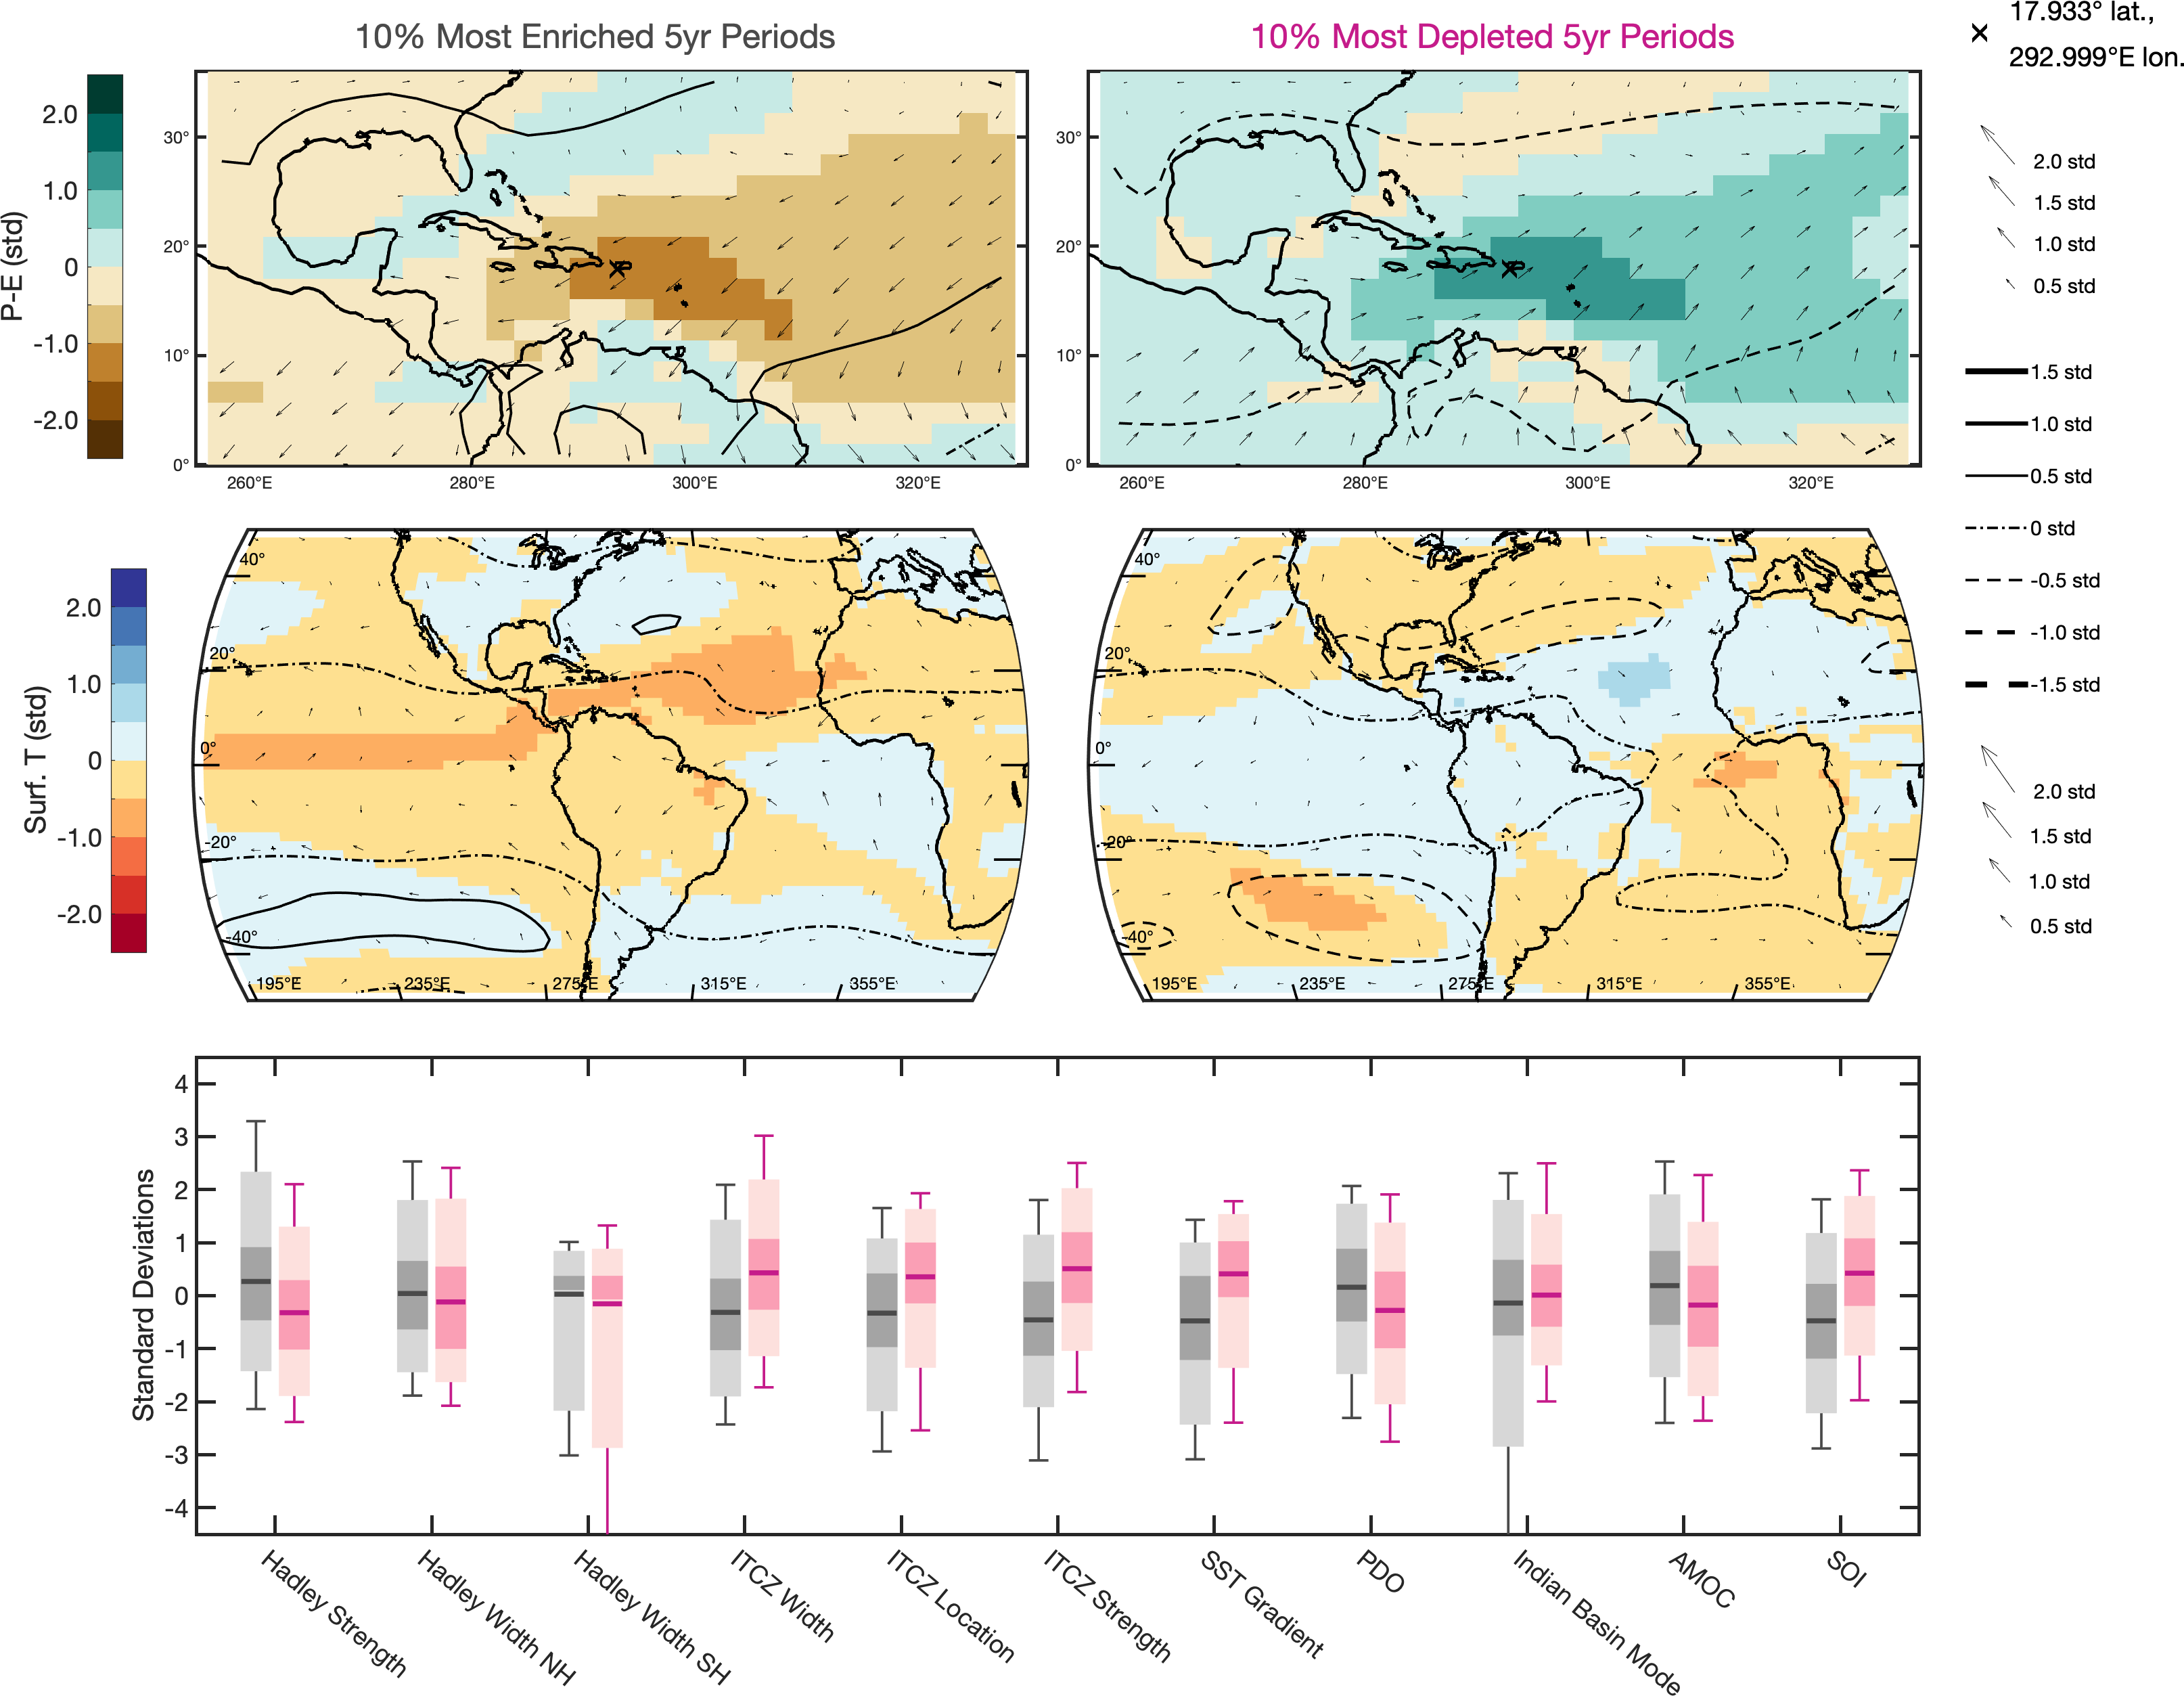 10% Most Enriched 5yr Periods
10% Most Depleted 5yr Periods
17.933° lat.,
292.999°E lon.
P-E (std)
2.0
1.0
0
-1.0
-2.0
30°
20°
10°
0°
260°E
280°E
300°E
320°E
30°
20°
10°
0°
260°E
280°E
300°E
320°E
2.0 std
1.5 std
1.0 std
0.5 std
1.5 std
1.0 std
0.5 std
0 std
-0.5 std
-1.0 std
-1.5 std
Surf. T (std)
2.0
1.0
0
-1.0
-2.0
40°
20°
0°
-20°
-40°
195°E
235°E
275°E
315°E
355°E
40°
20°
0°
-20°
-40°
195°E
235°E
275°E
315°E
355°E
2.0 std
1.5 std
1.0 std
0.5 std
Standard Deviations
4
3
2
1
0
-1
-2
-3
-4
Hadley Strength
Hadley Width NH
Hadley Width SH
ITCZ Width
ITCZ Location
ITCZ Strength
SST Gradient
PDO
Indian Basin Mode
AMOC
SOI